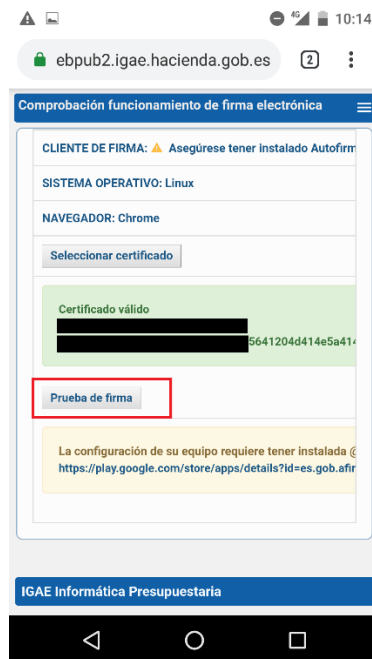 4G 10:14
ebpub2.igae.hacienda.gob.es 2
Comprobación funcionamiento de firma electrónica
CLIENTE DE FIRMA: Asegúrese tener instalado Autofirm
SISTEMA OPERATIVO: Linux
NAVEGADOR: Chrome
Seleccionar certificado
Certificado válido
5641204d414e5a414
Prueba de firma
La configuración de su equipo requiere tener instalada @
https://play.google.com/store/apps/details?id=es.gob.afir
IGAE Informática Presupuestaria